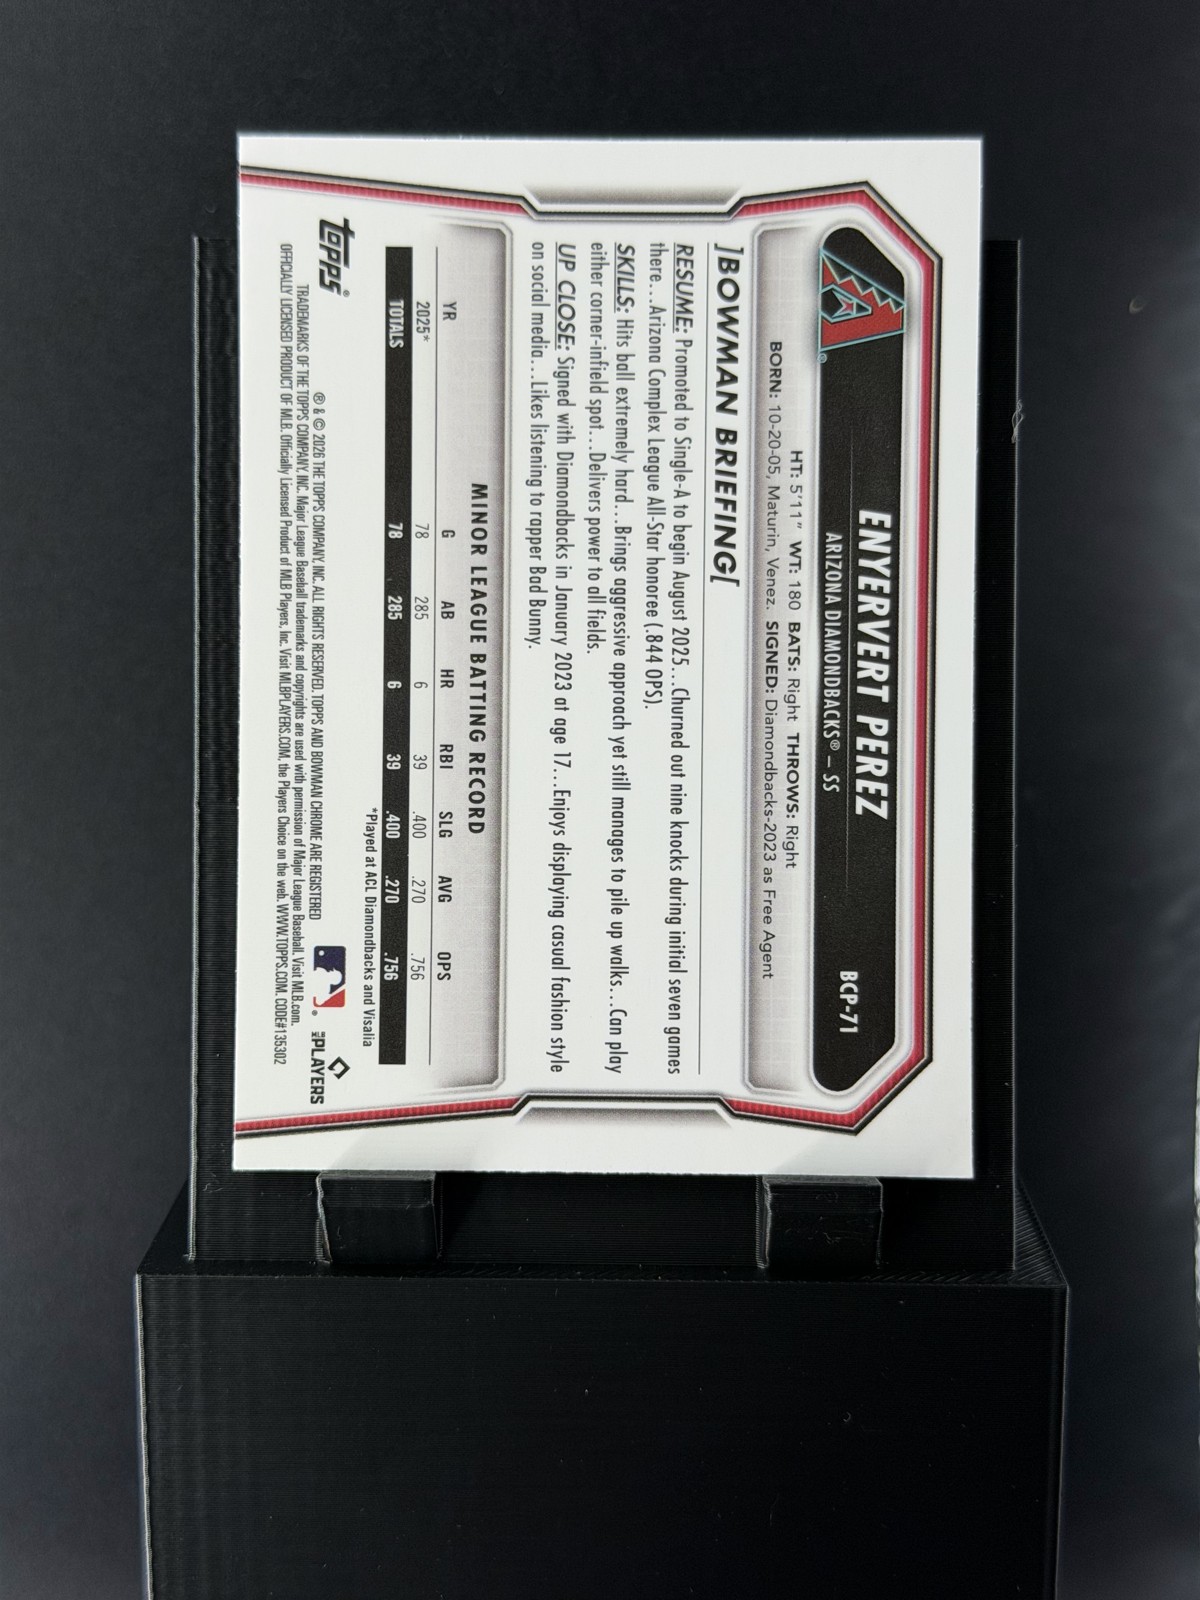 ENYERVERT PEREZ
ARIZONA DIAMONDBACKS® – SS
BCP-71
HT: 5'11" WT: 180 BATS: Right THROWS: Right
BORN: 10-20-05, Maturin, Venez. SIGNED: Diamondbacks-2023 as Free Agent
]BOWMAN BRIEFING[
RESUME: Promoted to Single-A to begin August 2025...Churned out nine knocks during initial seven games
there...Arizona Complex League All-Star honoree (.844 OPS).
SKILLS: Hits ball extremely hard...Brings aggressive approach yet still manages to pile up walks...Can play
either corner-infield spot...Delivers power to all fields.
UP CLOSE: Signed with Diamondbacks in January 2023 at age 17...Enjoys displaying casual fashion style
on social media...Likes listening to rapper Bad Bunny.
MINOR LEAGUE BATTING RECORD
YR G AB HR RBI SLG AVG OPS
2025* 78 285 6 39 .400 .270 .756
TOTALS 78 285 6 39 .400 .270 .756
*Played at ACL Diamondbacks and Visalia
topps®
® & © 2026 THE TOPPS COMPANY, INC. ALL RIGHTS RESERVED. TOPPS AND BOWMAN CHROME ARE REGISTERED
TRADEMARKS OF THE TOPPS COMPANY, INC. Major League Baseball trademarks and copyrights are used with permission of Major League Baseball. Visit MLB.com.
OFFICIALLY LICENSED PRODUCT OF MLB. Officially Licensed Product of MLB Players, Inc. Visit MLBPLAYERS.COM, the Players Choice on the web. WWW.TOPPS.COM. CODE#135302
MLB PLAYERS